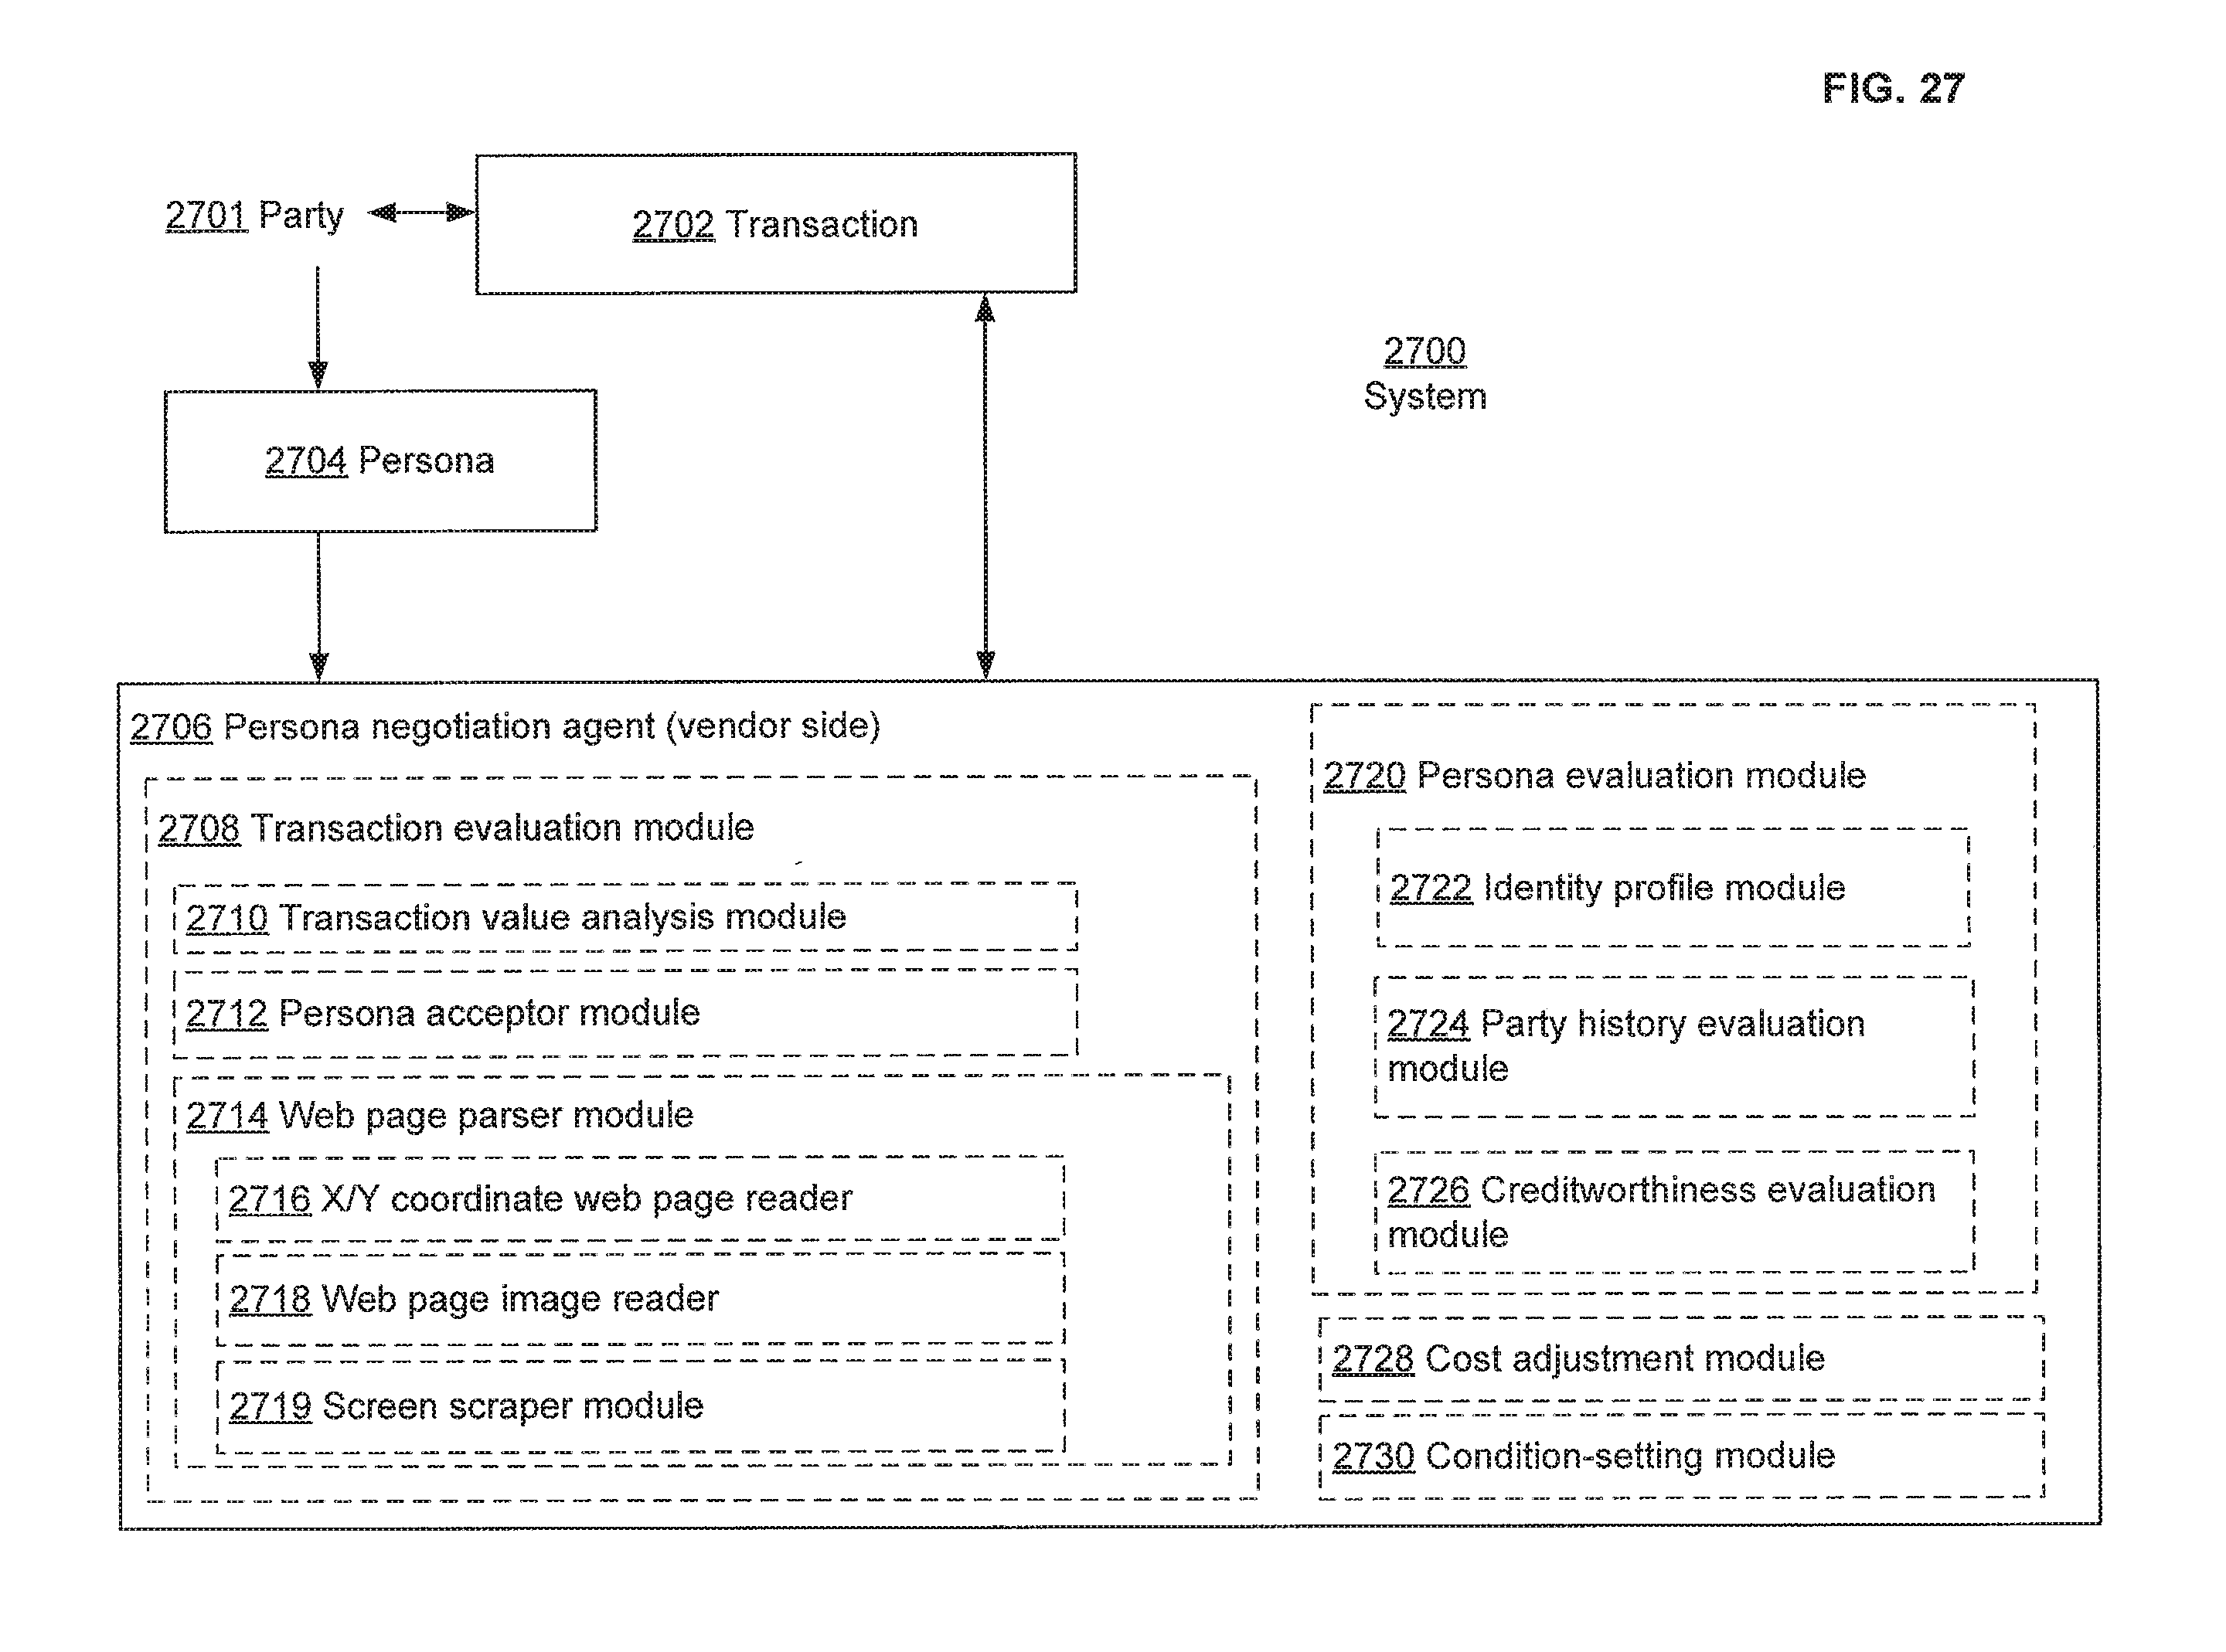 FIG. 27
2701 Party
2702 Transaction
2700
System
2704 Persona
2706 Persona negotiation agent (vendor side)
2708 Transaction evaluation module
2710 Transaction value analysis module
2712 Persona acceptor module
2714 Web page parser module
2716 X/Y coordinate web page reader
2718 Web page image reader
2719 Screen scraper module
2720 Persona evaluation module
2722 Identity profile module
2724 Party history evaluation
module
2726 Creditworthiness evaluation
module
2728 Cost adjustment module
2730 Condition-setting module